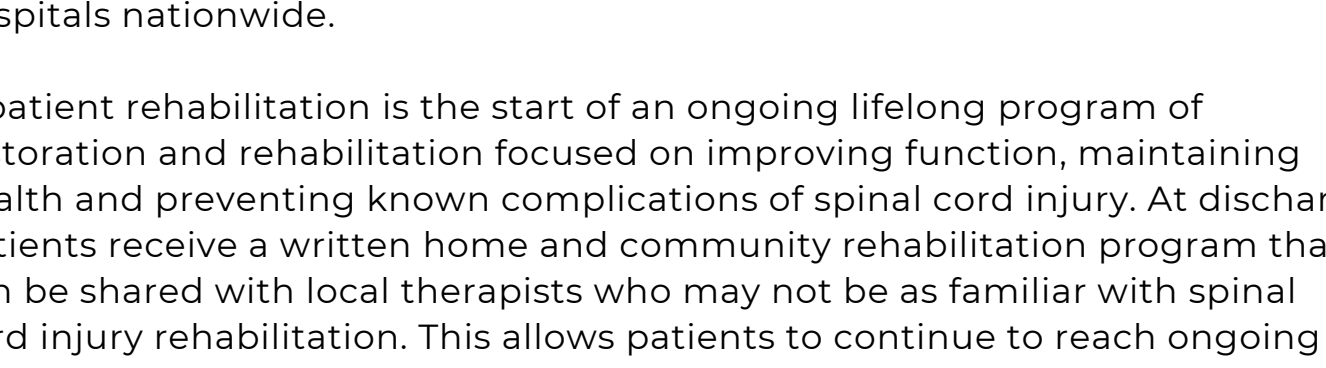 spitals nationwide.
patient rehabilitation is the start of an ongoing lifelong program of
toration and rehabilitation focused on improving function, maintaining
alth and preventing known complications of spinal cord injury. At dischar
tients receive a written home and community rehabilitation program tha
n be shared with local therapists who may not be as familiar with spinal
rd injury rehabilitation. This allows patients to continue to reach ongoing